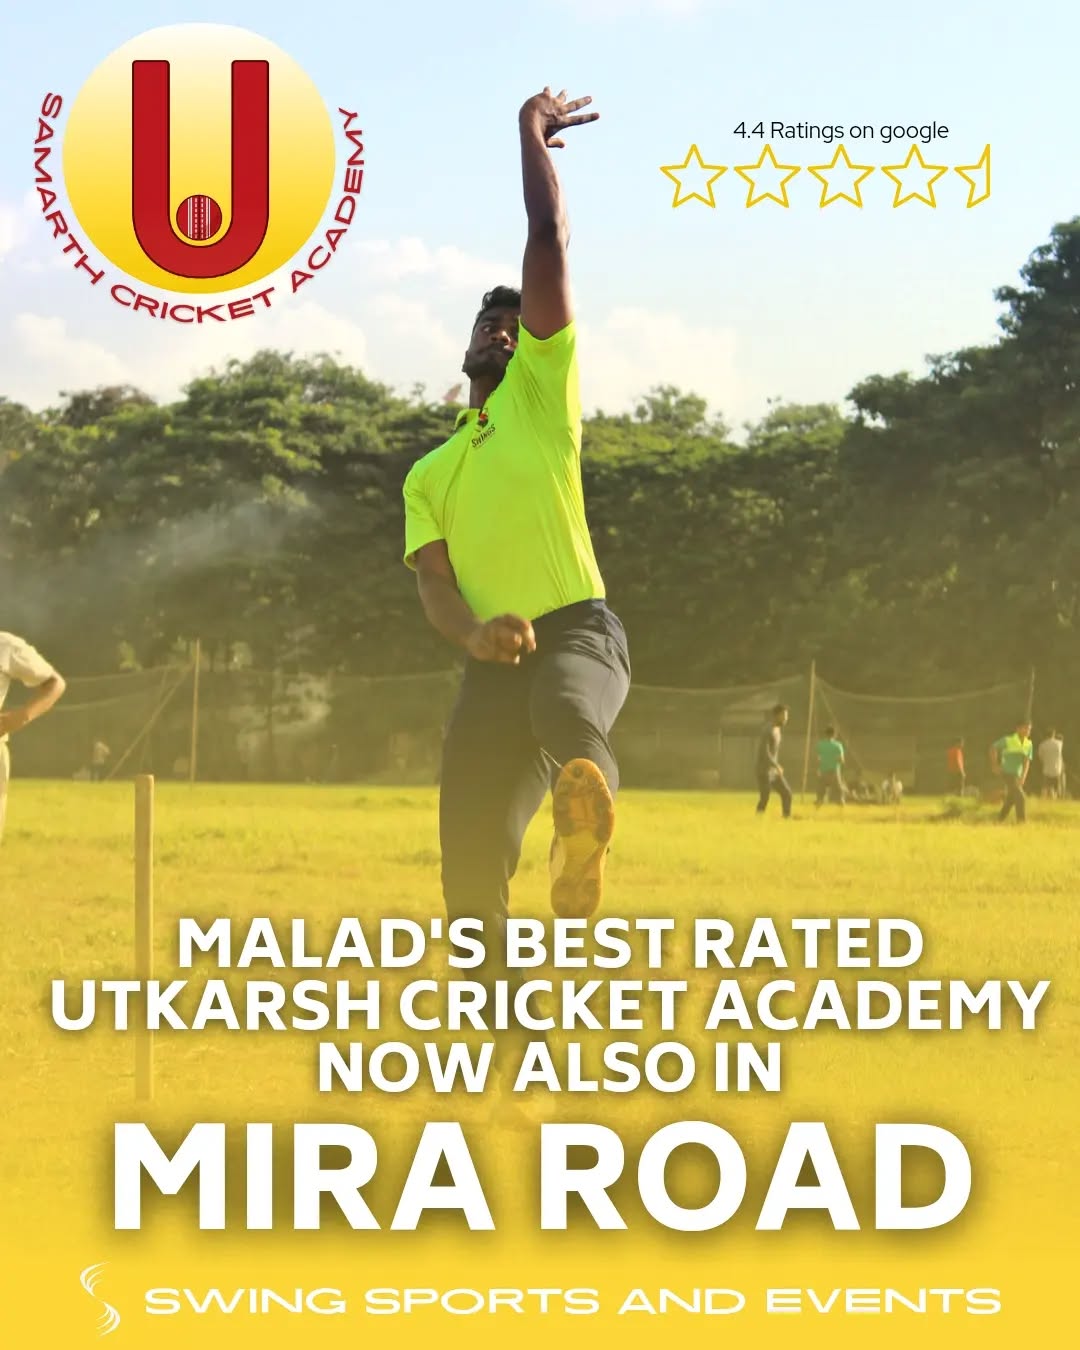 SAMARTH CRICKET ACADEMY
U
4.4 Ratings on google
SWINGS
MALAD'S BEST RATED
UTKARSH CRICKET ACADEMY
NOW ALSO IN
MIRA ROAD
SWING SPORTS AND EVENTS